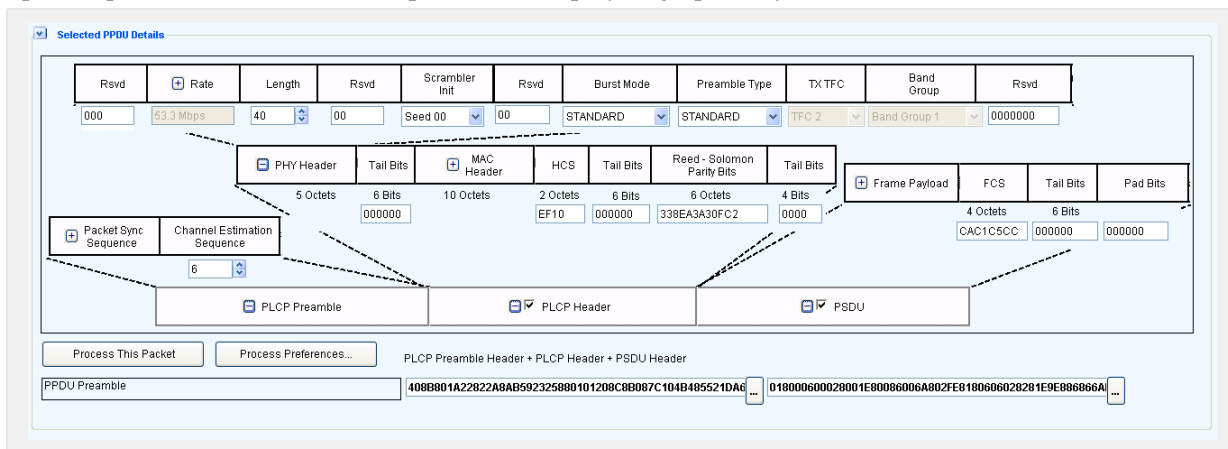 Selected PPDU Details
Rsvd Rate Length Rsvd Scrambler Init Rsvd Burst Mode Preamble Type TX TFC Band Group Rsvd
000 53.3 Mbps 40 00 Seed 00 00 STANDARD STANDARD TFC 2 Band Group 1 0000000
PHY Header Tail Bits MAC Header HCS Tail Bits Reed - Solomon Parity Bits Tail Bits
5 Octets 6 Bits 10 Octets 2 Octets 6 Bits 6 Octets 4 Bits
000000 EF10 000000 338EA3A30FC2 0000
Frame Payload FCS Tail Bits Pad Bits
4 Octets 6 Bits
CAC1C5CC 000000 000000
Packet Sync Sequence Channel Estimation Sequence
6
PLCP Preamble PLCP Header PSDU
Process This Packet Process Preferences... PLCP Preamble Header + PLCP Header + PSDU Header
PPDU Preamble 408B801A22822A8AB592325880101208C8B087C104B485521DA6 ... 018000600028001E80086006A802FE8180606028281E9E886866A ...